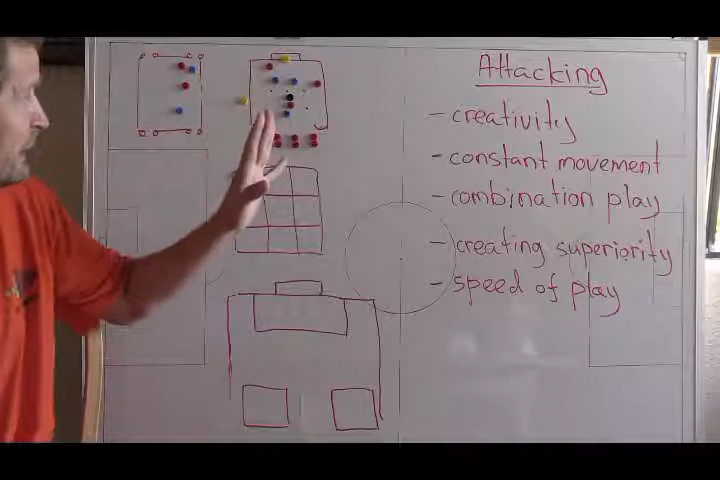 Attacking
- creativity
- constant movement
- combination play
- creating superiority
- speed of play